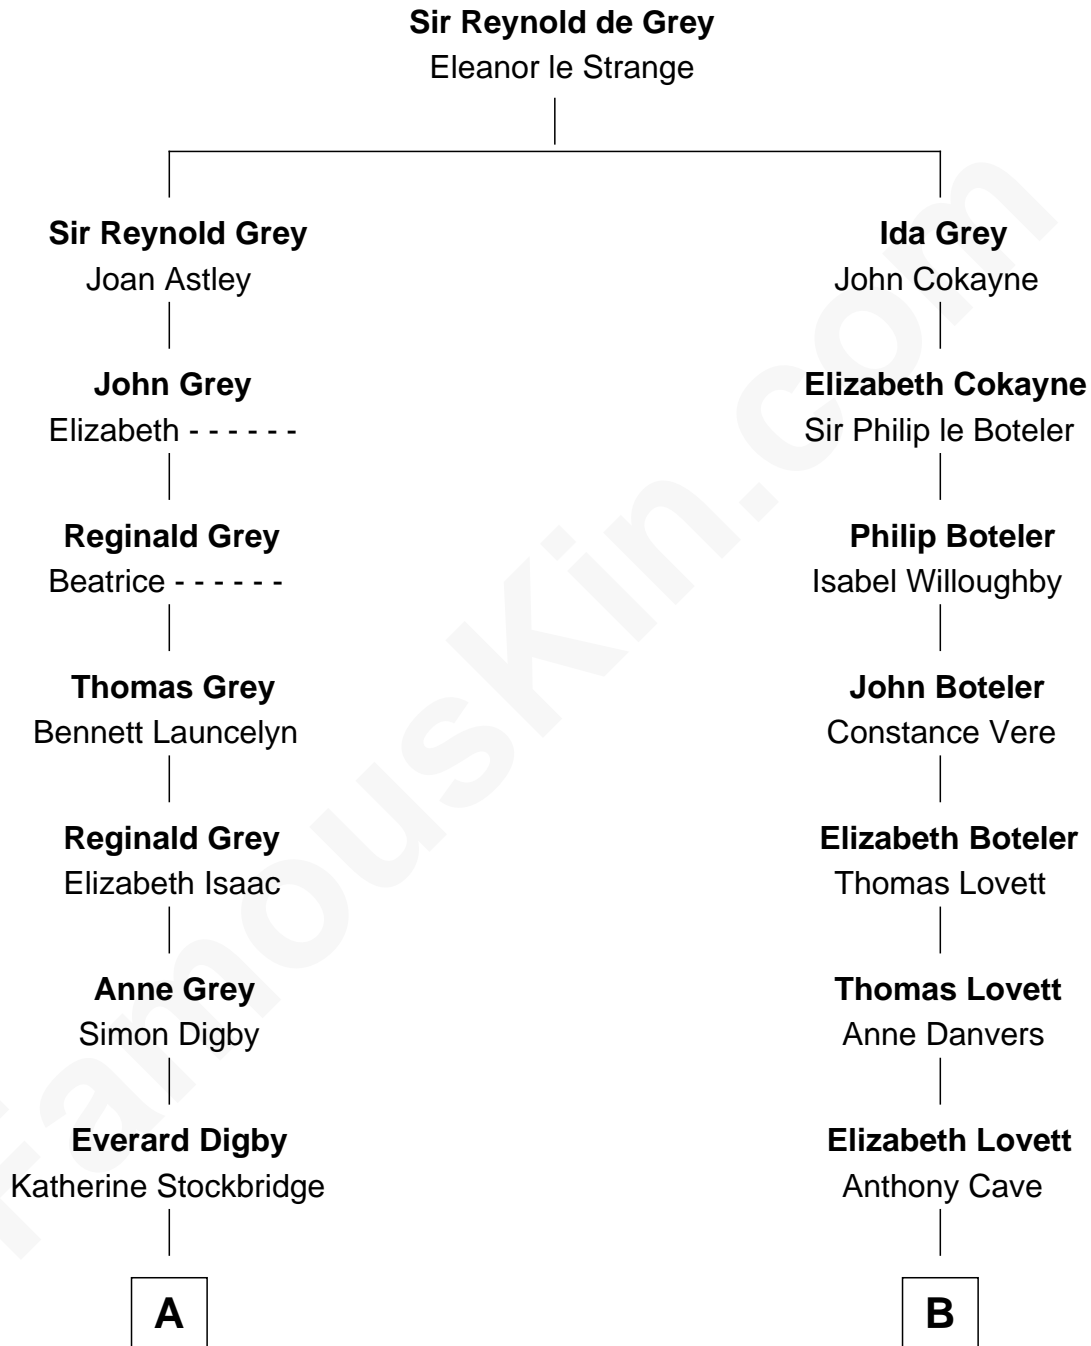 Sir Reynold de Grey
Eleanor le Strange
Sir Reynold Grey
Joan Astley
John Grey
Elizabeth - - - - - -
Reginald Grey
Beatrice - - - - - -
Thomas Grey
Bennett Launcelyn
Reginald Grey
Elizabeth Isaac
Anne Grey
Simon Digby
Everard Digby
Katherine Stockbridge
A
Ida Grey
John Cokayne
Elizabeth Cokayne
Sir Philip le Boteler
Philip Boteler
Isabel Willoughby
John Boteler
Constance Vere
Elizabeth Boteler
Thomas Lovett
Thomas Lovett
Anne Danvers
Elizabeth Lovett
Anthony Cave
B
FamousKin.com